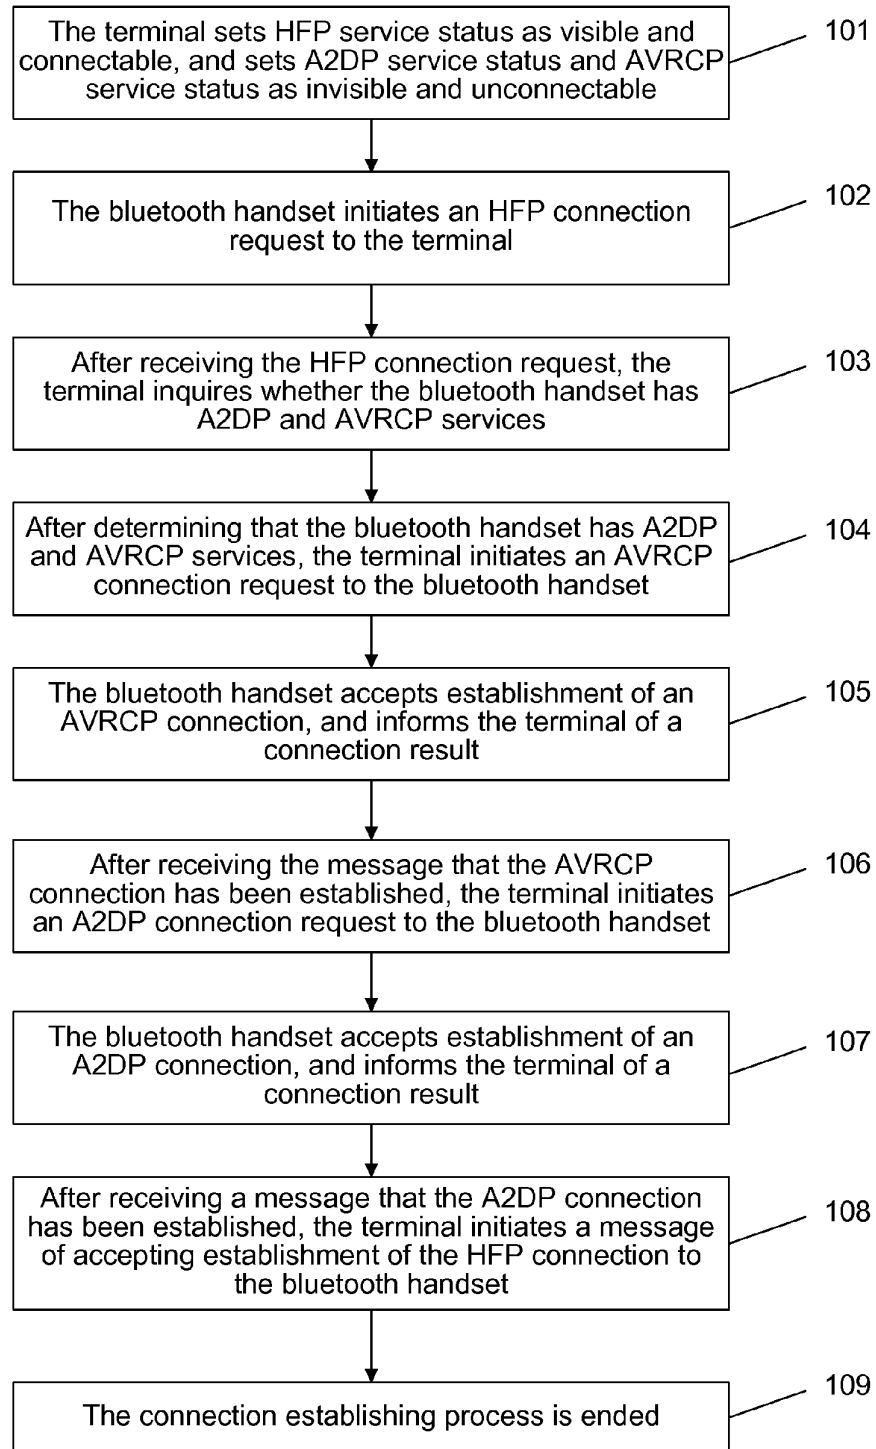 The terminal sets HFP service status as visible and
connectable, and sets A2DP service status and AVRCP
service status as invisible and unconnectable
101
The bluetooth handset initiates an HFP connection
request to the terminal
102
After receiving the HFP connection request, the
terminal inquires whether the bluetooth handset has
A2DP and AVRCP services
103
After determining that the bluetooth handset has A2DP
and AVRCP services, the terminal initiates an AVRCP
connection request to the bluetooth handset
104
The bluetooth handset accepts establishment of an
AVRCP connection, and informs the terminal of a
connection result
105
After receiving the message that the AVRCP
connection has been established, the terminal initiates
an A2DP connection request to the bluetooth handset
106
The bluetooth handset accepts establishment of an
A2DP connection, and informs the terminal of a
connection result
107
After receiving a message that the A2DP connection
has been established, the terminal initiates a message
of accepting establishment of the HFP connection to
the bluetooth handset
108
The connection establishing process is ended
109